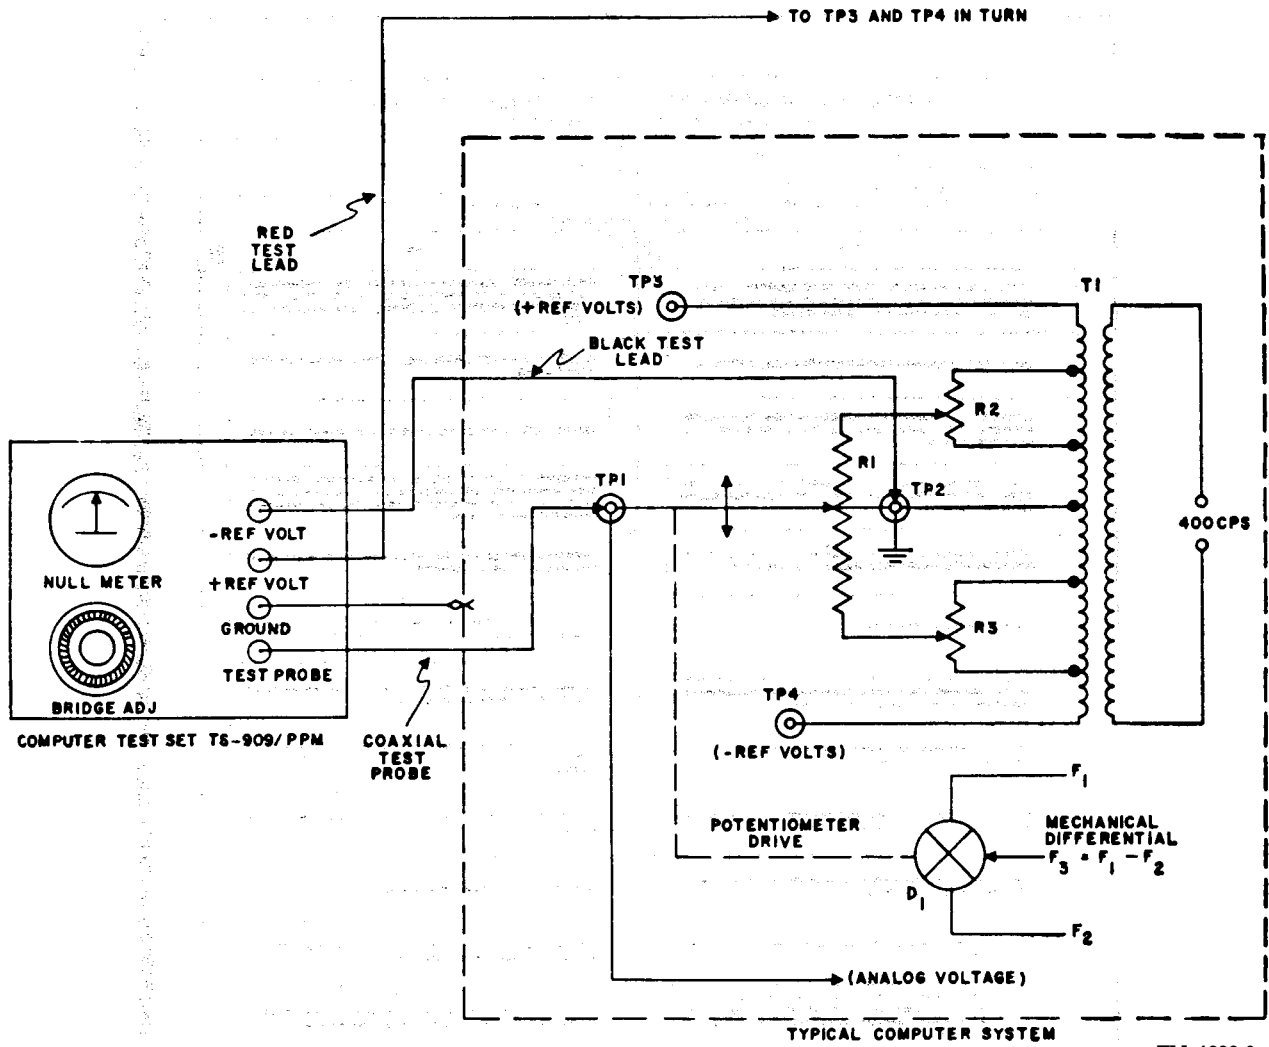 TO TP3 AND TP4 IN TURN
RED
TEST
LEAD
TP3
(+REF VOLTS)
T1
BLACK TEST
LEAD
R2
R1
TP1
TP2
400CPS
-REF VOLT
NULL METER
+REF VOLT
GROUND
R3
TEST PROBE
TP4
BRIDGE ADJ
COMPUTER TEST SET TS-909/PPM
COAXIAL
TEST
PROBE
(-REF VOLTS)
F1
POTENTIOMETER
DRIVE
MECHANICAL
DIFFERENTIAL
F3 = F1 - F2
D1
F2
(ANALOG VOLTAGE)
TYPICAL COMPUTER SYSTEM